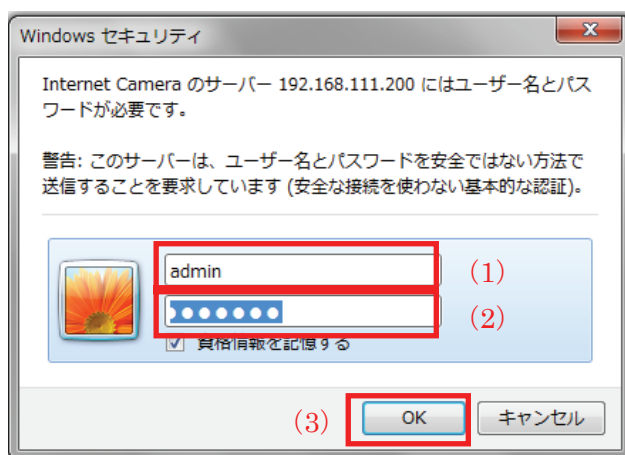 Windows セキュリティ
Internet Camera のサーバー 192.168.111.200 にはユーザー名とパス
ワードが必要です。
警告: このサーバーは、ユーザー名とパスワードを安全ではない方法で
送信することを要求しています (安全な接続を使わない基本的な認証)。
admin (1)
●●●●●●● (2)
資格情報を記憶する
(3) OK キャンセル